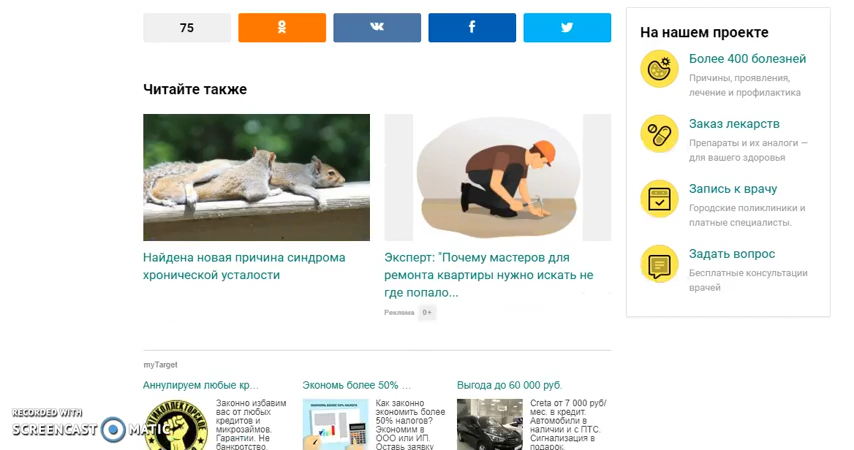 75
Читайте также
Найдена новая причина синдрома
хронической усталости
Эксперт: "Почему мастеров для
ремонта квартиры нужно искать не
где попало...
Реклама 0+
На нашем проекте
Более 400 болезней
Причины, проявления,
лечение и профилактика
Заказ лекарств
Препараты и их аналоги —
для вашего здоровья
Запись к врачу
Городские поликлиники и
платные специалисты.
Задать вопрос
Бесплатные консультации
врачей
myTarget
Аннулируем любые кр...
Законно избавим
вас от любых
кредитов и
микрозаймов.
Гарантии. Не
банкротство.
Экономь более 50% ...
Как законно
экономить более
50% налогов?
Экономим в
ООО или ИП.
Оставь заявку
Выгода до 60 000 руб.
Creta от 7 000 руб/
мес. в кредит.
Автомобили в
наличии и с ПТС.
Сигнализация в
подарок.
RECORDED WITH
SCREENCAST MATIC